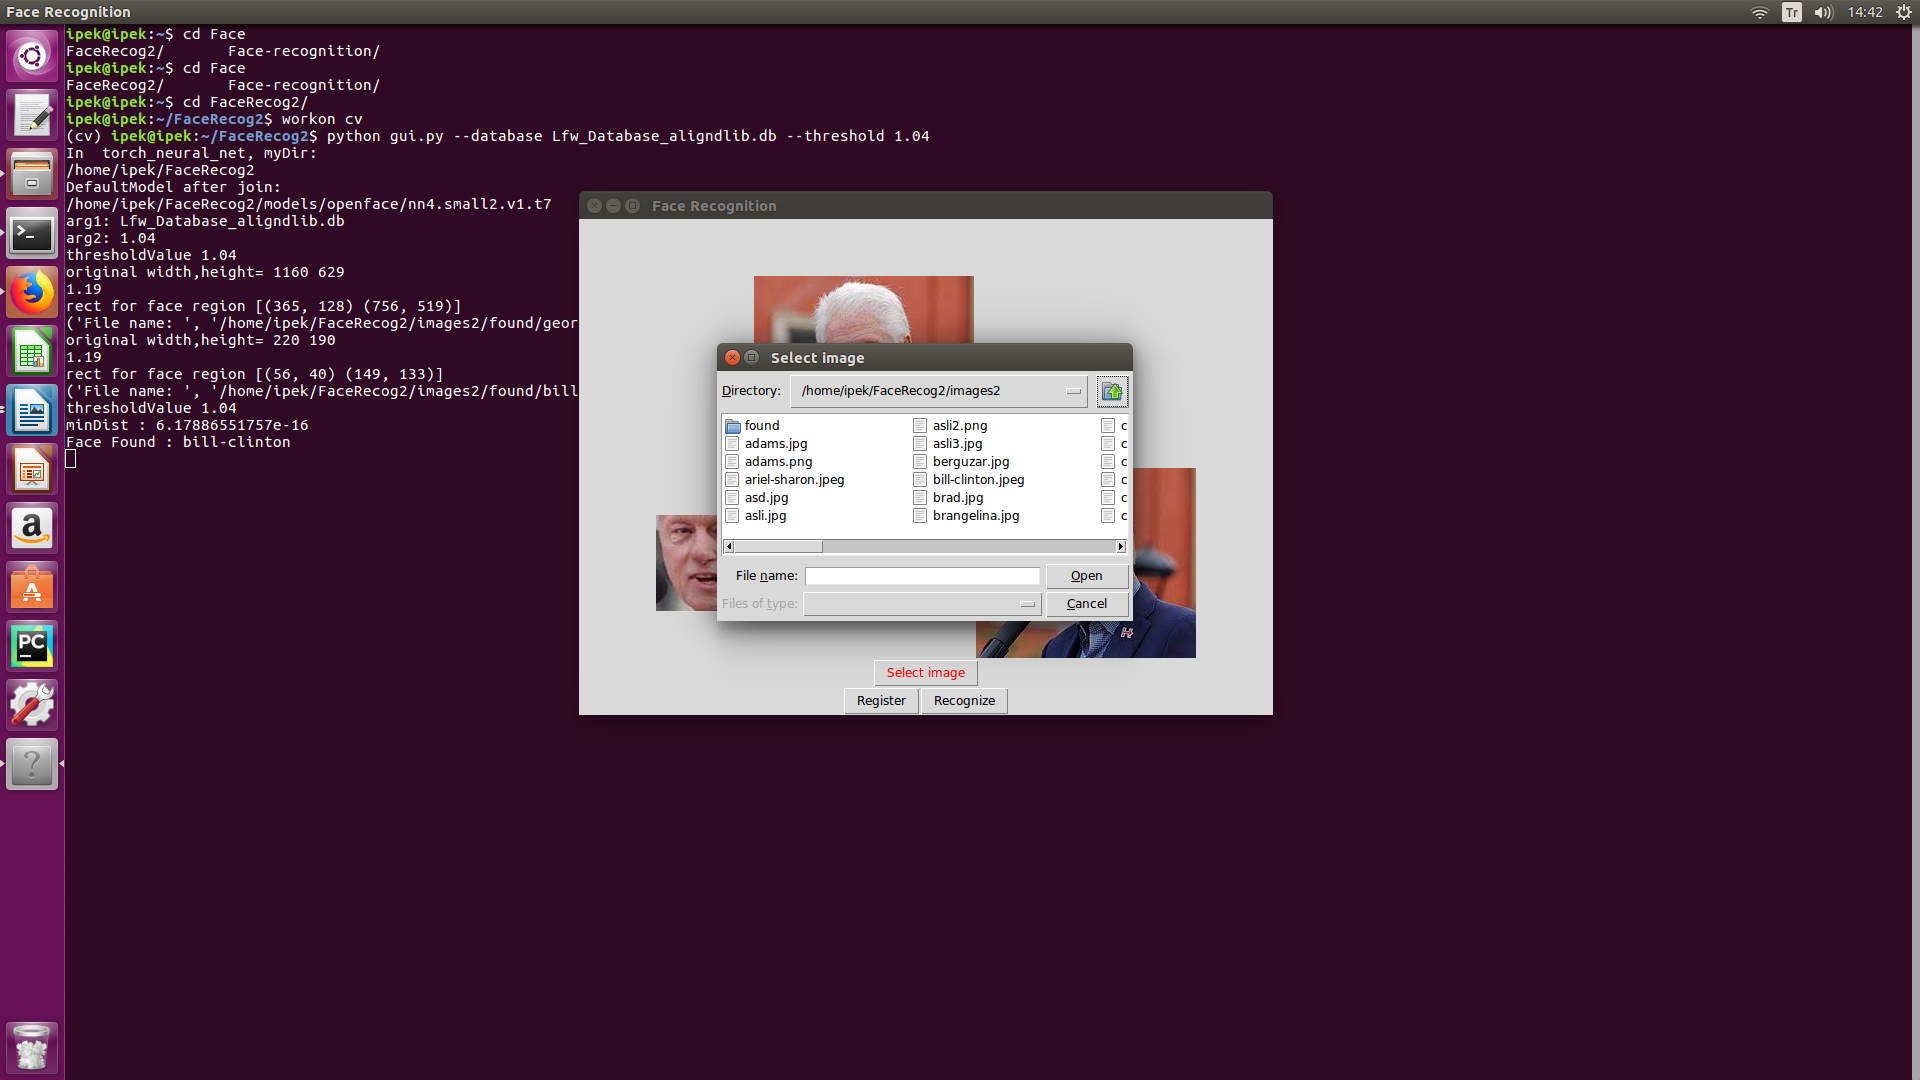 Face Recognition
Tr
14:42
ipek@ipek:~$ cd Face
FaceRecog2/       Face-recognition/
ipek@ipek:~$ cd Face
FaceRecog2/       Face-recognition/
ipek@ipek:~$ cd FaceRecog2/
ipek@ipek:~/FaceRecog2$ workon cv
(cv) ipek@ipek:~/FaceRecog2$ python gui.py --database Lfw_Database_aligndlib.db --threshold 1.04
In  torch_neural_net, myDir:
/home/ipek/FaceRecog2
DefaultModel after join:
/home/ipek/FaceRecog2/models/openface/nn4.small2.v1.t7
arg1: Lfw_Database_aligndlib.db
arg2: 1.04
thresholdValue 1.04
original width,height= 1160 629
1.19
rect for face region [(365, 128) (756, 519)]
('File name: ', '/home/ipek/FaceRecog2/images2/found/geor
original width,height= 220 190
1.19
rect for face region [(56, 40) (149, 133)]
('File name: ', '/home/ipek/FaceRecog2/images2/found/bill
thresholdValue 1.04
minDist : 6.17886551757e-16
Face Found : bill-clinton
Face Recognition
Select image
Directory: /home/ipek/FaceRecog2/images2
found
adams.jpg
adams.png
ariel-sharon.jpeg
asd.jpg
asli.jpg
asli2.png
asli3.jpg
berguzar.jpg
bill-clinton.jpeg
brad.jpg
brangelina.jpg
c
c
c
c
c
c
File name:
Open
Files of type:
Cancel
H
Select image
Register
Recognize
a
A
PC
>_
?